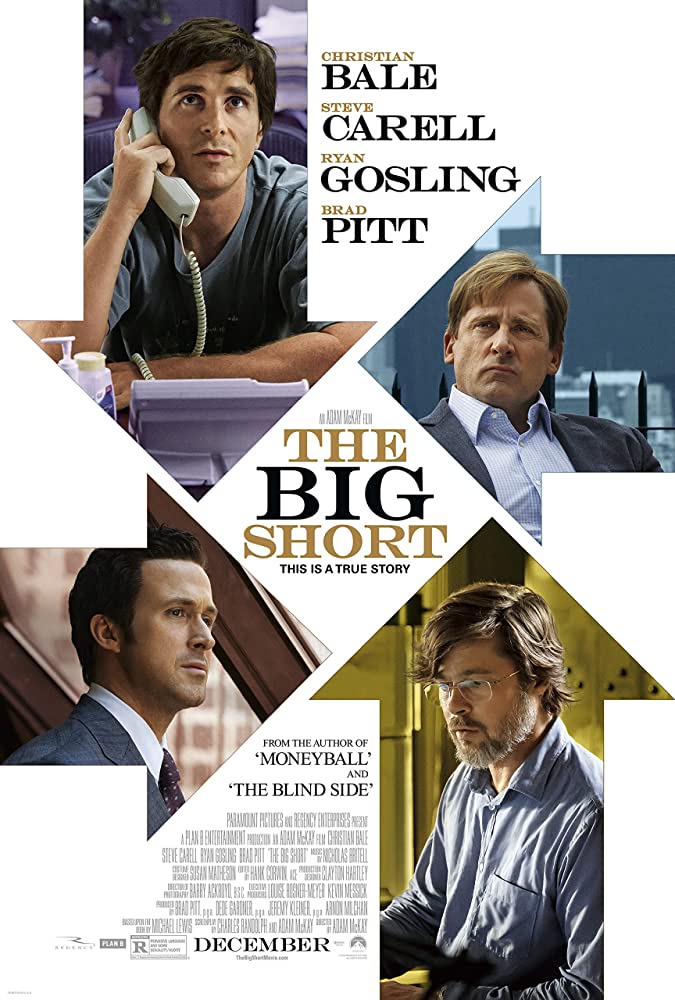 CHRISTIAN
BALE
STEVE
CARELL
RYAN
GOSLING
BRAD
PITT
AN ADAM McKAY FILM
THE
BIG
SHORT
THIS IS A TRUE STORY
FROM THE AUTHOR OF
‘MONEYBALL’
AND
‘THE BLIND SIDE’
PARAMOUNT PICTURES AND REGENCY ENTERPRISES PRESENT
A PLAN B ENTERTAINMENT PRODUCTION AN ADAM McKAY FILM CHRISTIAN BALE
STEVE CARELL RYAN GOSLING BRAD PITT "THE BIG SHORT" MUSIC BY NICHOLAS BRITELL
COSTUME DESIGNER SUSAN MATHESON EDITED BY HANK CORWIN, ACE PRODUCTION DESIGNER CLAYTON HARTLEY
DIRECTOR OF PHOTOGRAPHY BARRY ACKROYD, B.S.C. EXECUTIVE PRODUCERS LOUISE ROSNER-MEYER KEVIN MESSICK
PRODUCED BY BRAD PITT, p.g.a. DEDE GARDNER, p.g.a. JEREMY KLEINER, p.g.a. ARNON MILCHAN
BASED UPON THE BOOK BY MICHAEL LEWIS SCREENPLAY BY CHARLES RANDOLPH AND ADAM McKAY DIRECTED BY ADAM McKAY
REGENCY PLAN B R DECEMBER
TheBigShortMovie.com